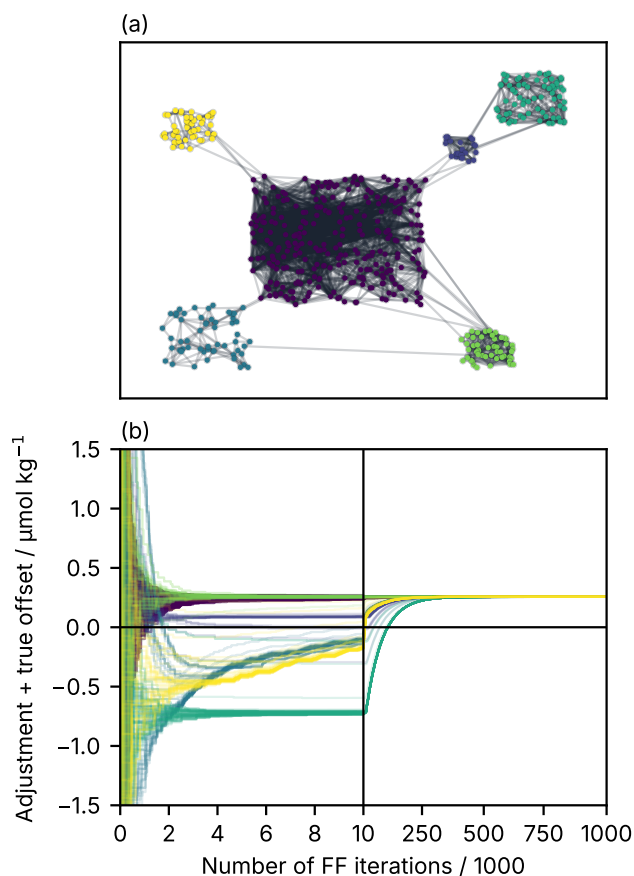 (a)
(b)
1.5
1.0
0.5
0.0
−0.5
−1.0
−1.5
Adjustment + true offset / μmol kg⁻¹
0 2 4 6 8 10 250 500 750 1000
Number of FF iterations / 1000